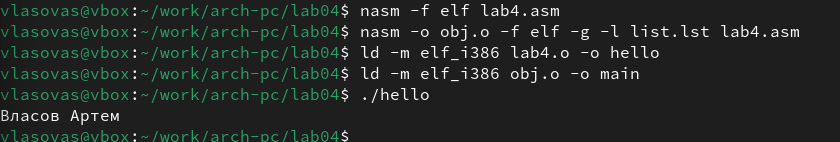 vlasovas@vbox:~/work/arch-pc/lab04$ nasm -f elf lab4.asm
vlasovas@vbox:~/work/arch-pc/lab04$ nasm -o obj.o -f elf -g -l list.lst lab4.asm
vlasovas@vbox:~/work/arch-pc/lab04$ ld -m elf_i386 lab4.o -o hello
vlasovas@vbox:~/work/arch-pc/lab04$ ld -m elf_i386 obj.o -o main
vlasovas@vbox:~/work/arch-pc/lab04$ ./hello
Власов Артем
vlasovas@vbox:~/work/arch-pc/lab04$